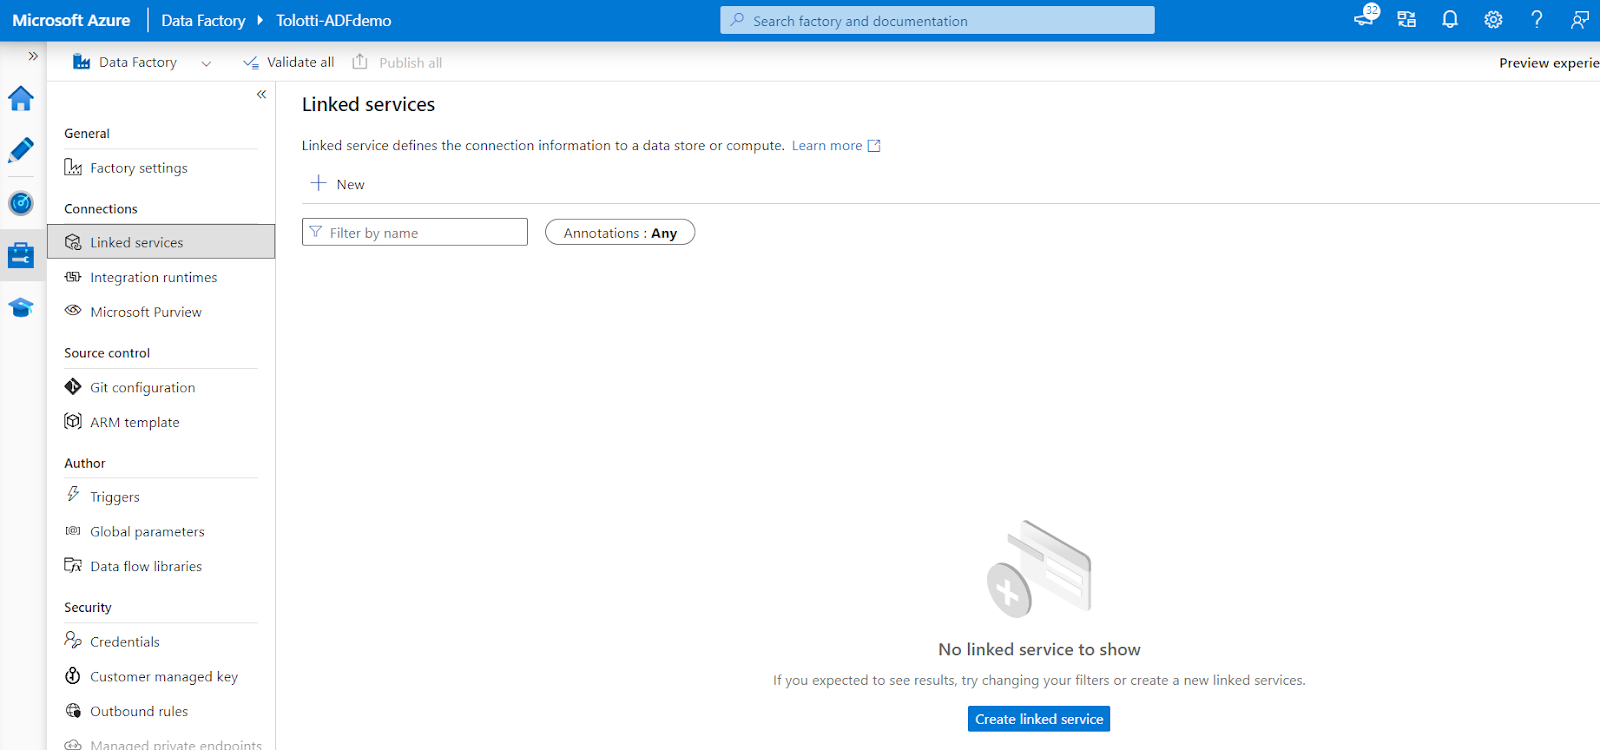 Microsoft Azure Data Factory Tolotti-ADFdemo Search factory and documentation 32
Data Factory Validate all Publish all Preview experie
Linked services
Linked service defines the connection information to a data store or compute. Learn more
New
Filter by name Annotations : Any
General
Factory settings
Connections
Linked services
Integration runtimes
Microsoft Purview
Source control
Git configuration
ARM template
Author
Triggers
Global parameters
Data flow libraries
Security
Credentials
Customer managed key
Outbound rules
Managed private endpoints
No linked service to show
If you expected to see results, try changing your filters or create a new linked services.
Create linked service